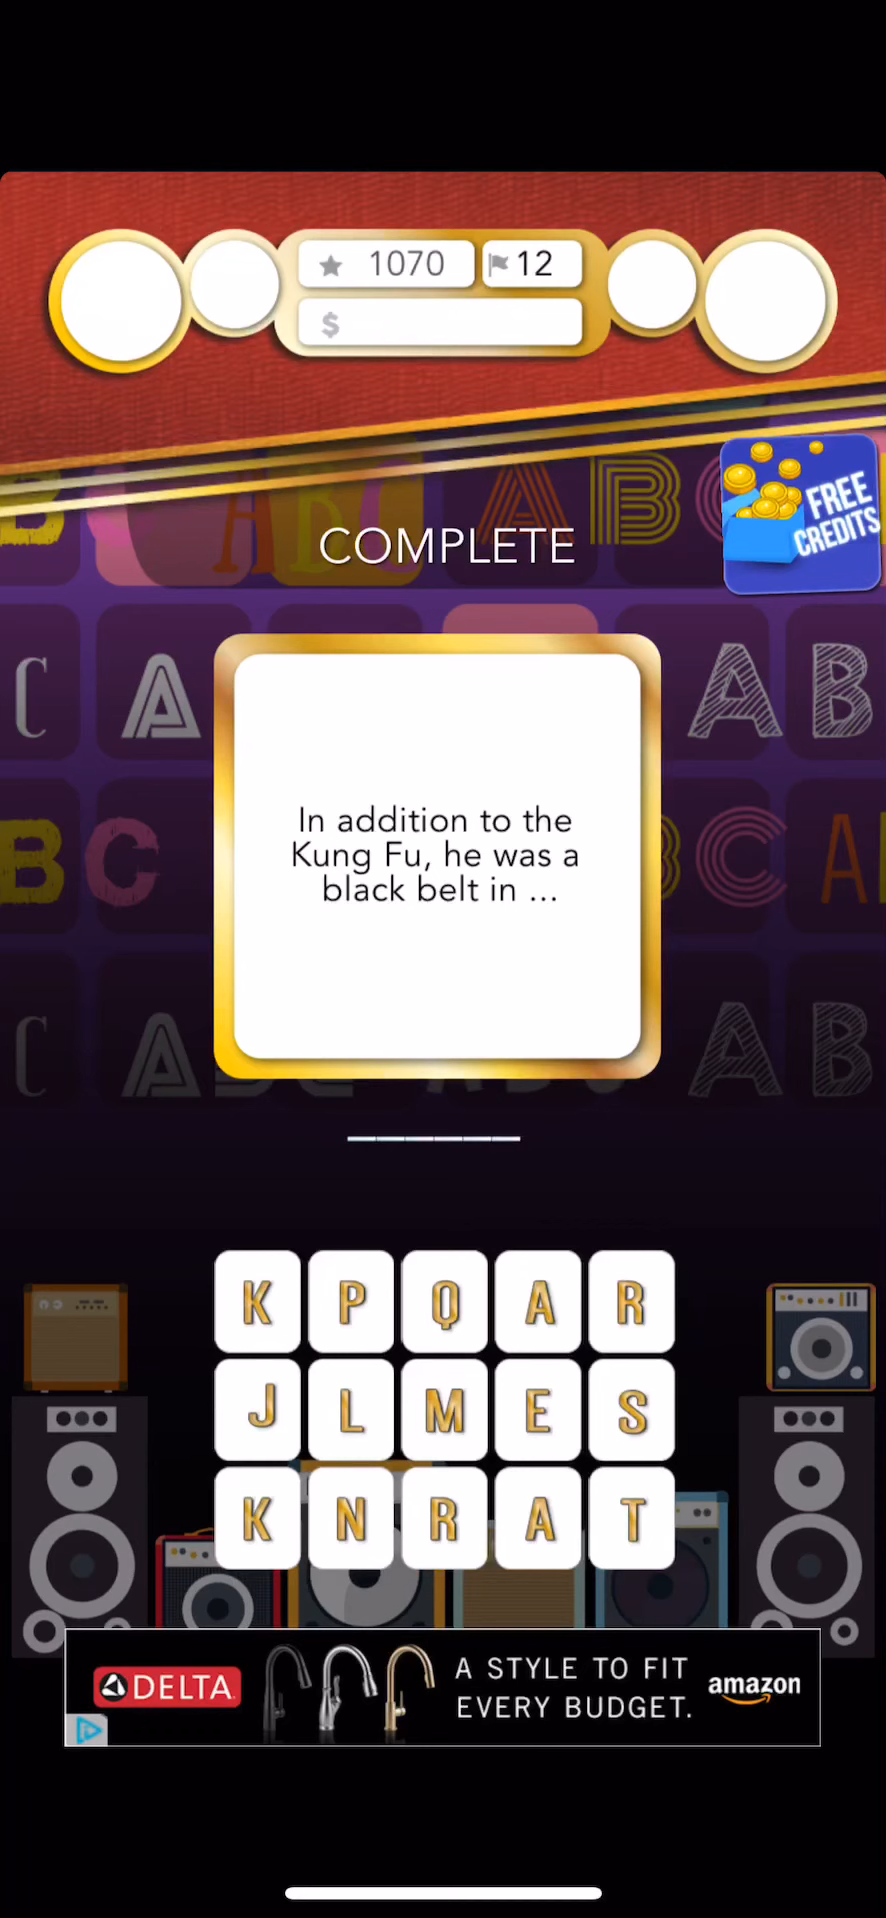 1070
12
$
B ABC A B C
FREE
CREDITS
COMPLETE
C A A B
In addition to the
Kung Fu, he was a
black belt in ...
B C B C A
C A A B
K P Q A R
J L M E S
K N R A T
DELTA
A STYLE TO FIT
EVERY BUDGET.
amazon